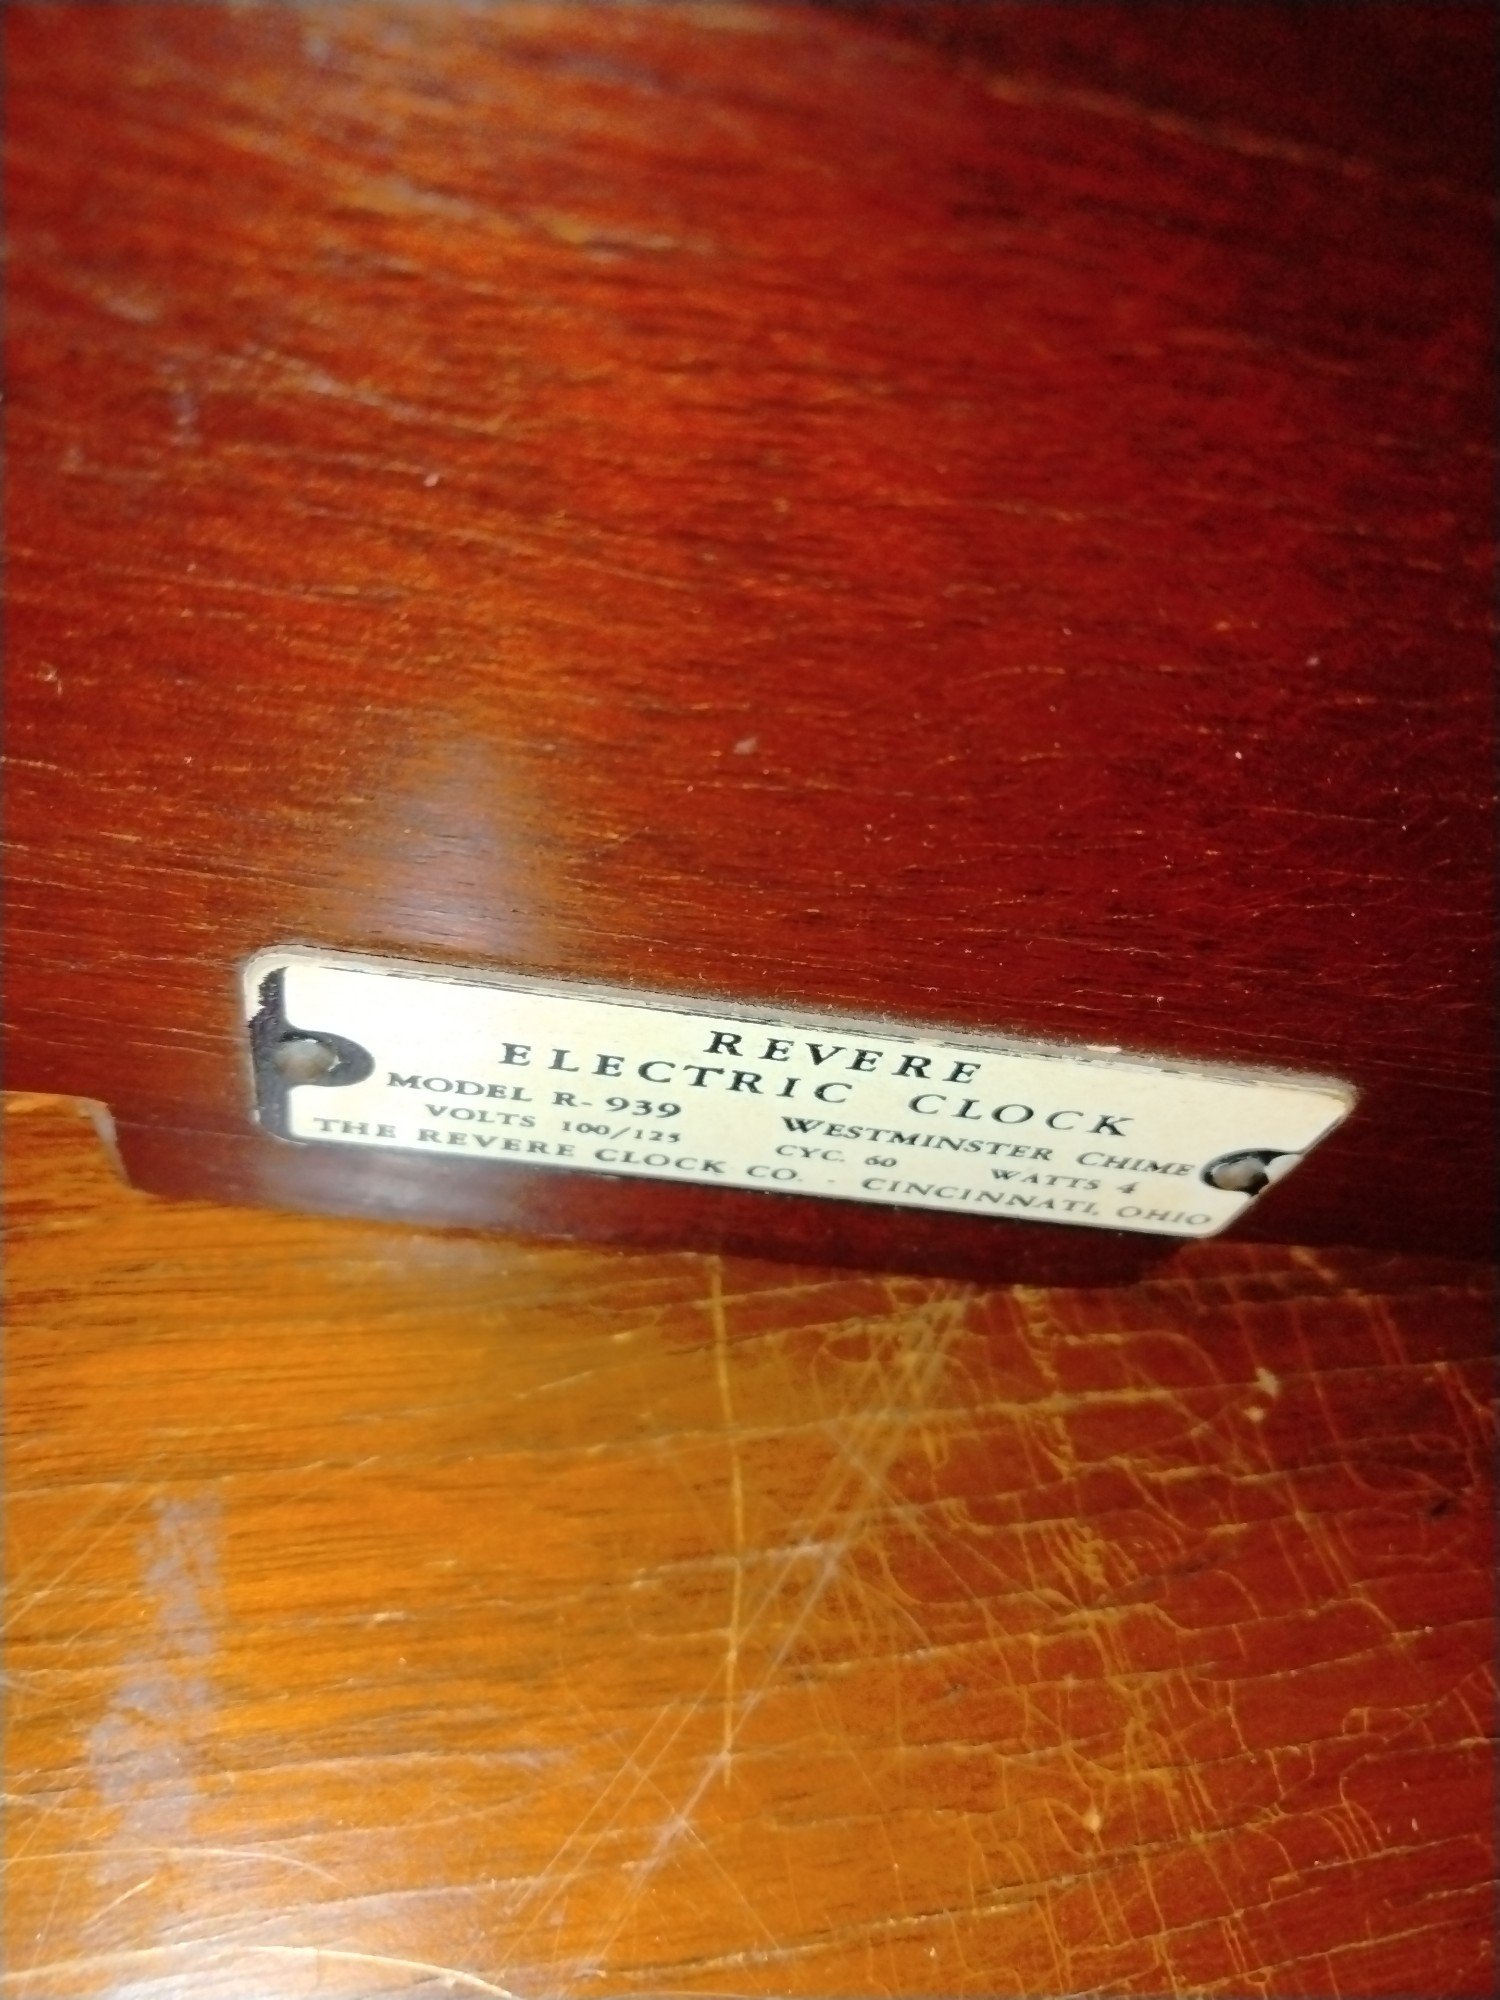 REVERE
ELECTRIC CLOCK
MODEL R-939 WESTMINSTER CHIME
VOLTS 100/125 CYC. 60 WATTS 4
THE REVERE CLOCK CO. - CINCINNATI, OHIO